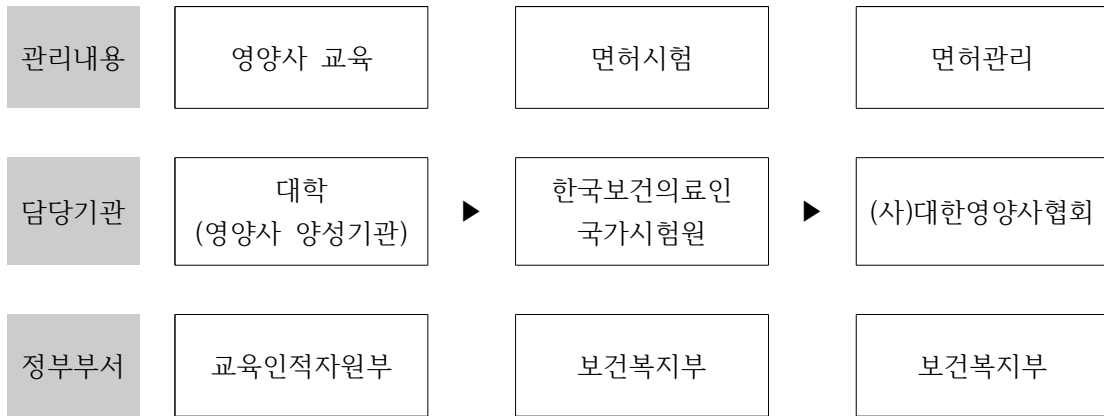 관리내용 영양사 교육 면허시험 면허관리
담당기관 대학 (영양사 양성기관) ▶ 한국보건의료인 국가시험원 ▶ (사)대한영양사협회
정부부서 교육인적자원부 보건복지부 보건복지부